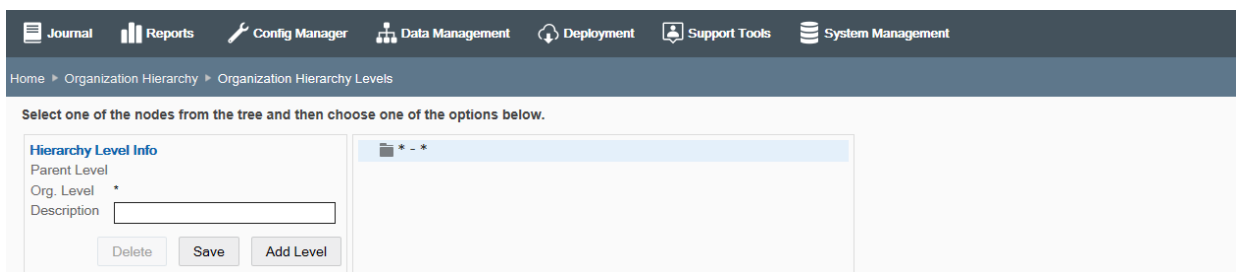 Journal Reports Config Manager Data Management Deployment Support Tools System Management
Home Organization Hierarchy Organization Hierarchy Levels
Select one of the nodes from the tree and then choose one of the options below.
Hierarchy Level Info
* - *
Parent Level
Org. Level *
Description
Delete Save Add Level